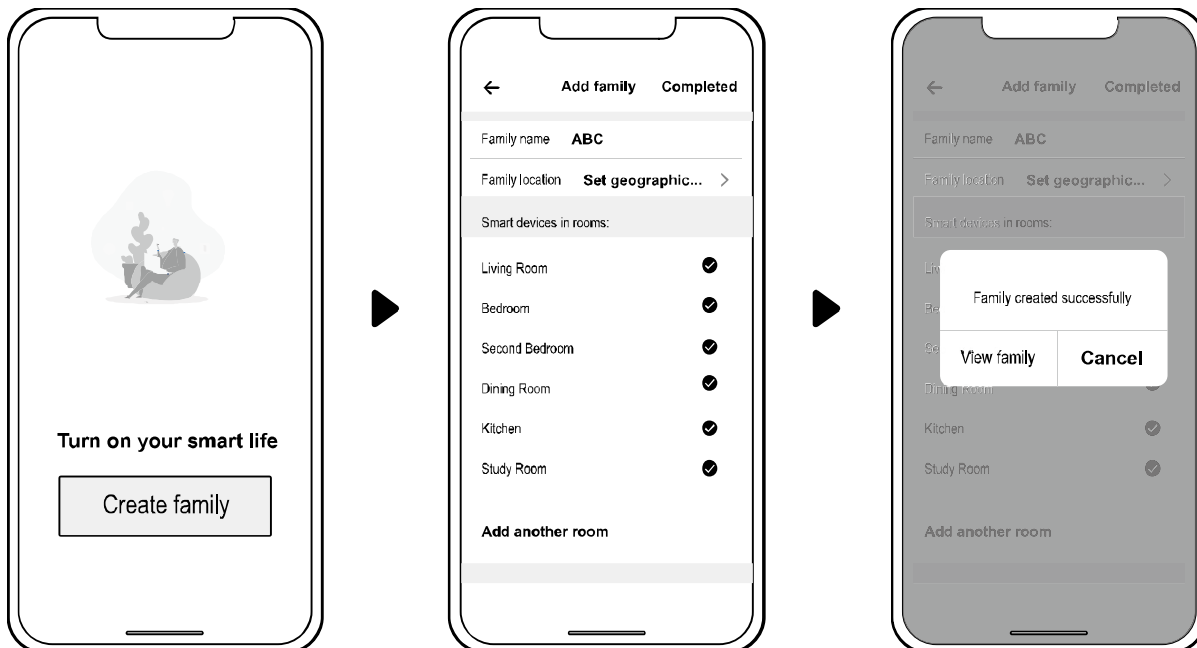 Turn on your smart life
Create family
Add family Completed
Family name ABC
Family location Set geographic...
Smart devices in rooms:
Living Room
Bedroom
Second Bedroom
Dining Room
Kitchen
Study Room
Add another room
Add family Completed
Family name ABC
Family location Set geographic...
Smart devices in rooms:
Family created successfully
View family Cancel
Dining Room
Kitchen
Study Room
Add another room